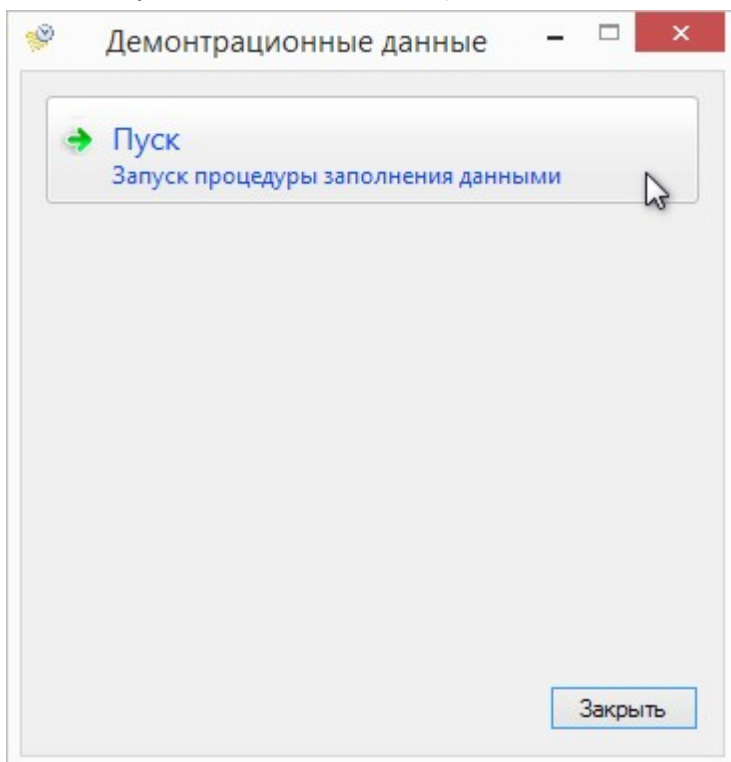 Демонтрационные данные
Пуск
Запуск процедуры заполнения данными
Закрыть